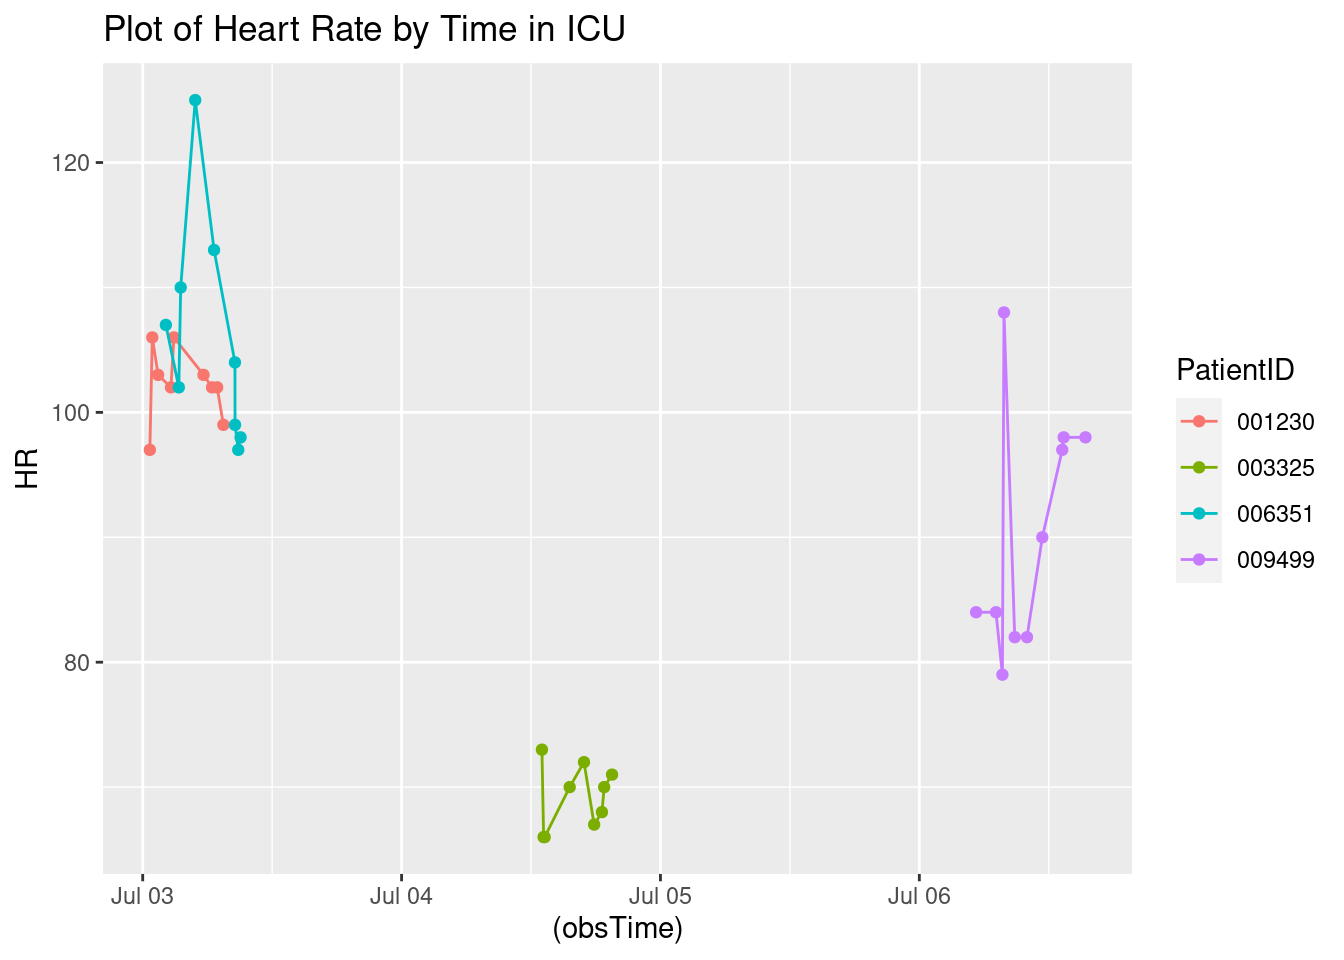 Plot of Heart Rate by Time in ICU
120
100
80
HR
Jul 03
Jul 04
Jul 05
Jul 06
(obsTime)
PatientID
001230
003325
006351
009499